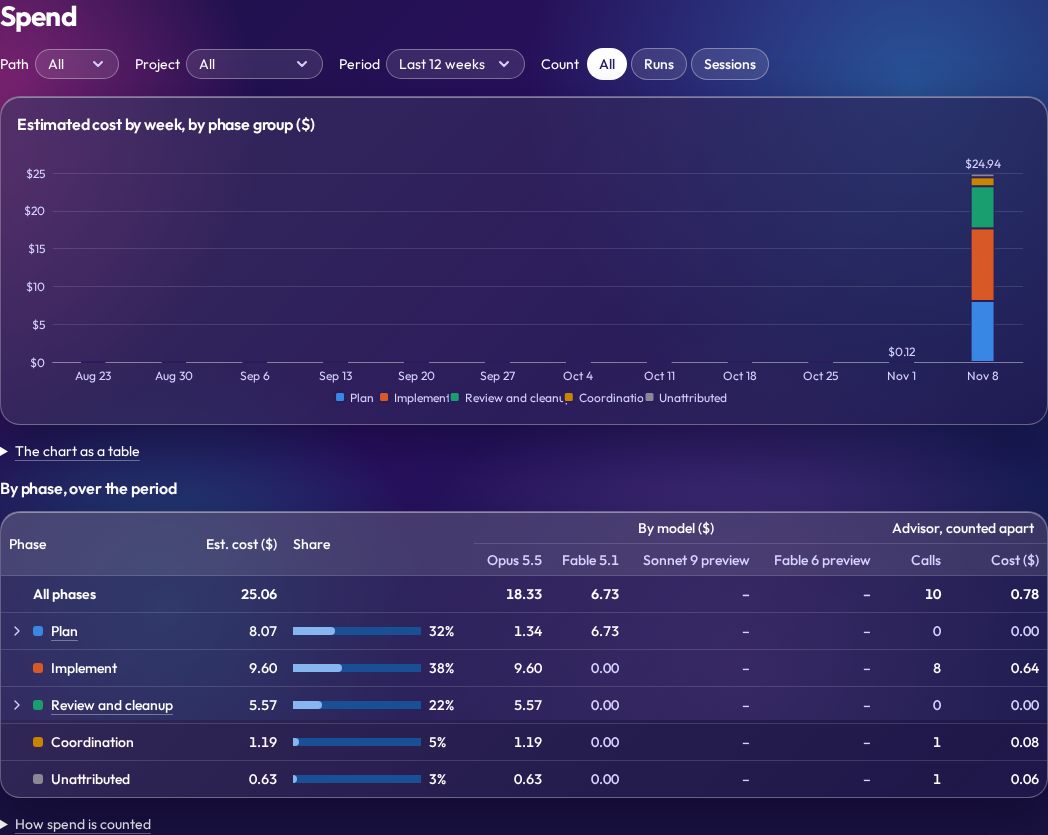 Spend
Path All Project All Period Last 12 weeks Count All Runs Sessions
Estimated cost by week, by phase group ($)
$24.94
$25
$20
$15
$10
$5
$0.12
$0
Aug 23 Aug 30 Sep 6 Sep 13 Sep 20 Sep 27 Oct 4 Oct 11 Oct 18 Oct 25 Nov 1 Nov 8
Plan Implement Review and cleanu Coordinatio Unattributed
The chart as a table
By phase, over the period
Phase Est. cost ($) Share By model ($) Advisor, counted apart
Opus 5.5 Fable 5.1 Sonnet 9 preview Fable 6 preview Calls Cost ($)
All phases 25.06 18.33 6.73 – – 10 0.78
Plan 8.07 32% 1.34 6.73 – – 0 0.00
Implement 9.60 38% 9.60 0.00 – – 8 0.64
Review and cleanup 5.57 22% 5.57 0.00 – – 0 0.00
Coordination 1.19 5% 1.19 0.00 – – 1 0.08
Unattributed 0.63 3% 0.63 0.00 – – 1 0.06
How spend is counted